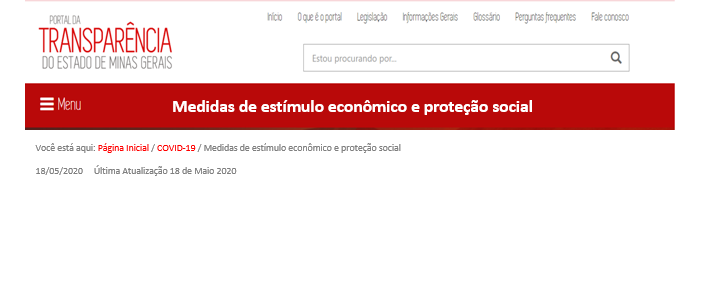 PORTAL DA
TRANSPARÊNCIA
DO ESTADO DE MINAS GERAIS
Início O que é o portal Legislação Informações Gerais Glossário Perguntas frequentes Fale conosco
Estou procurando por...
Menu
Medidas de estímulo econômico e proteção social
Você está aqui: Página Inicial / COVID-19 / Medidas de estímulo econômico e proteção social
18/05/2020 Última Atualização 18 de Maio 2020